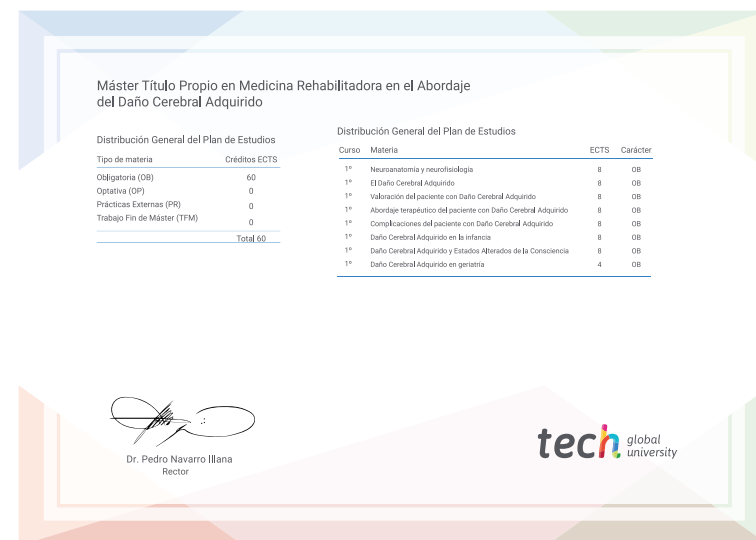 Máster Título Propio en Medicina Rehabilitadora en el Abordaje
del Daño Cerebral Adquirido
Distribución General del Plan de Estudios
Tipo de materia Créditos ECTS
Obligatoria (OB) 60
Optativa (OP) 0
Prácticas Externas (PR) 0
Trabajo Fin de Máster (TFM) 0
Total 60
Distribución General del Plan de Estudios
Curso Materia ECTS Carácter
1º Neuroanatomía y neurofisiología 8 OB
1º El Daño Cerebral Adquirido 8 OB
1º Valoración del paciente con Daño Cerebral Adquirido 8 OB
1º Abordaje terapéutico del paciente con Daño Cerebral Adquirido 8 OB
1º Complicaciones del paciente con Daño Cerebral Adquirido 8 OB
1º Daño Cerebral Adquirido en la infancia 8 OB
1º Daño Cerebral Adquirido y Estados Alterados de la Consciencia 8 OB
1º Daño Cerebral Adquirido en geriatría 4 OB
Dr. Pedro Navarro Illana
Rector
tech global
university